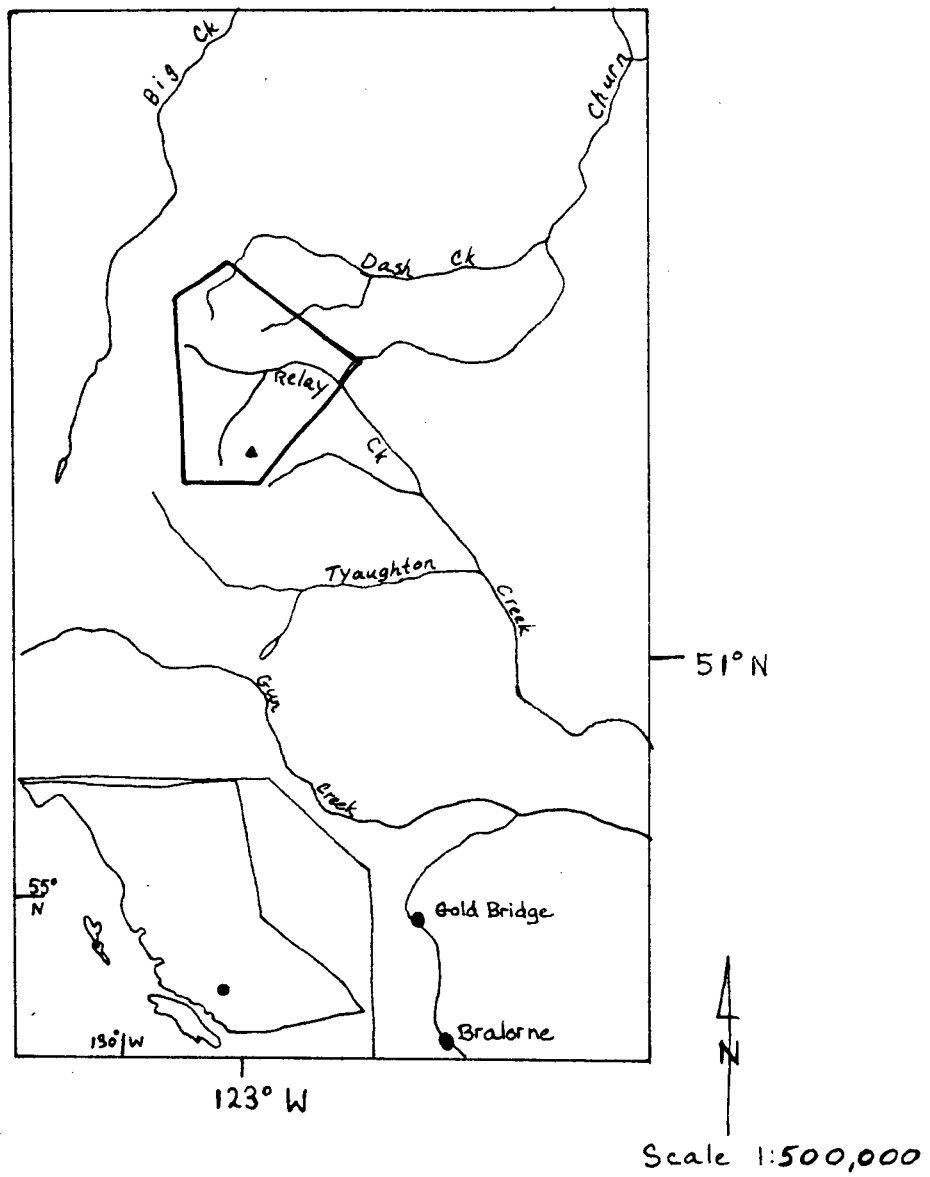 Big Ck
Churn
Dash Ck
Relay
Ck
Tyaughton
Creek
51° N
Gun
Creek
55°
N
Gold Bridge
130° W
Bralorne
N
123° W
Scale 1:500,000